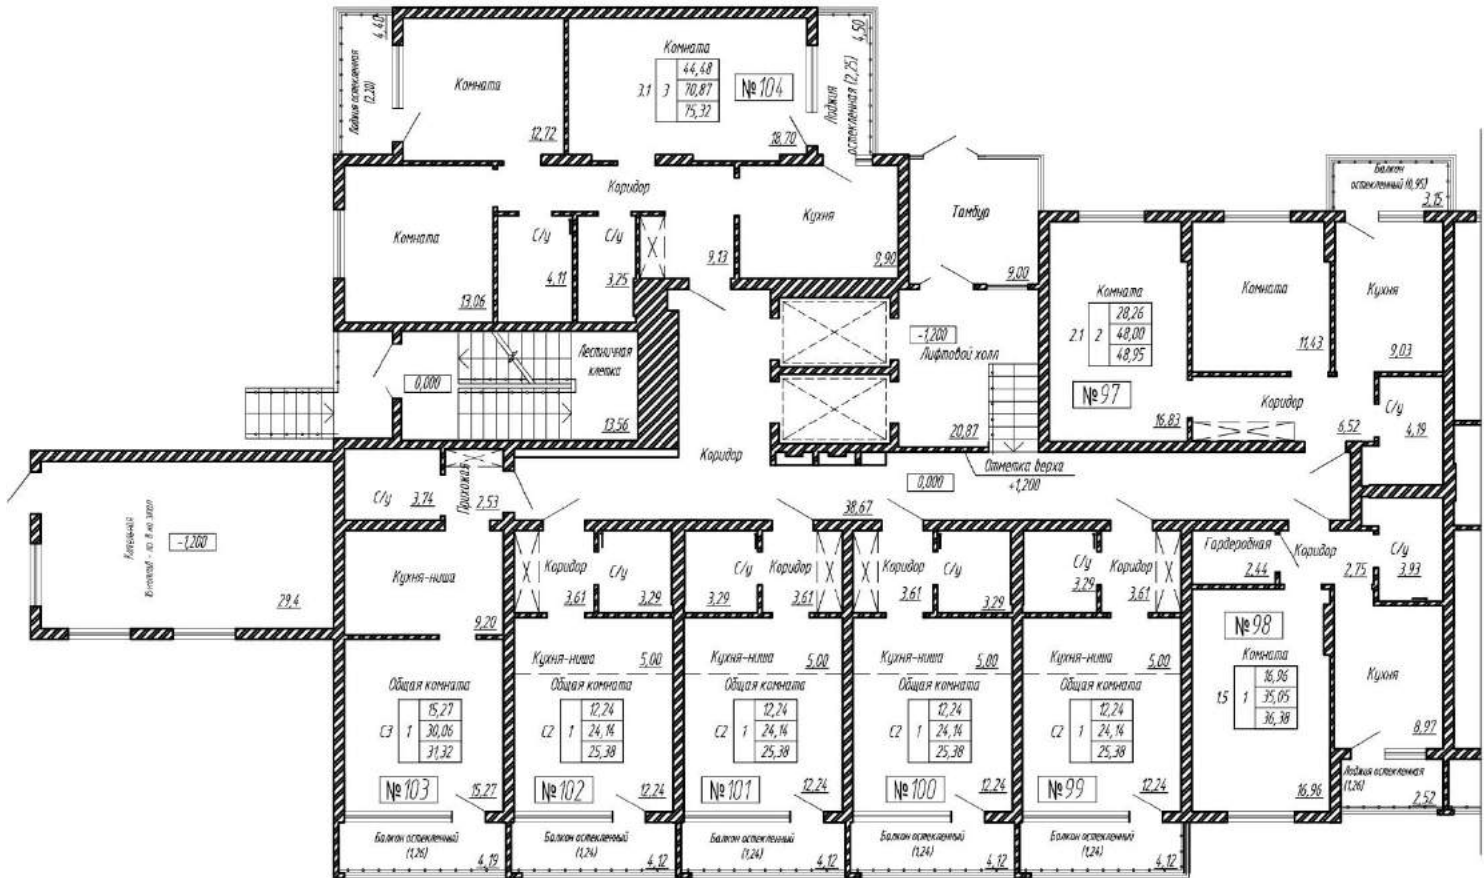 4,40
Лоджия остекленная
(2,20)
Комната
12,72
Комната
3.1 3 44,48
70,87
75,32
№104
18,70
4,50
Лоджия
остекленная (2,25)
Комната
13,06
С/у
4,11
С/у
3,25
Коридор
9,13
Кухня
9,90
Тамбур
9,00
-1,200
Лифтовой холл
20,87
Лестничная
клетка
0,000
13,56
Балкон
остекленный (0,95)
3,15
Комната
2.1 2 28,26
48,00
48,95
№97
16,83
Комната
11,43
Кухня
9,03
Коридор
6,52
С/у
4,19
Коридор
0,000
Отметка верха
+1,200
38,67
-1,200
29,4
С/у
3,74
Прихожая
2,53
Кухня-ниша
9,20
Общая комната
С3 1 15,27
30,06
31,32
№103
15,27
Балкон остекленный
(1,26)
4,19
Коридор
3,61
С/у
3,29
Кухня-ниша
5,00
Общая комната
С2 1 12,24
24,14
25,38
№102
12,24
Балкон остекленный
(1,24)
4,12
С/у
3,29
Коридор
3,61
Кухня-ниша
5,00
Общая комната
С2 1 12,24
24,14
25,38
№101
12,24
Балкон остекленный
(1,24)
4,12
Коридор
3,61
С/у
3,29
Кухня-ниша
5,00
Общая комната
С2 1 12,24
24,14
25,38
№100
12,24
Балкон остекленный
(1,24)
4,12
С/у
3,29
Коридор
3,61
Кухня-ниша
5,00
Общая комната
С2 1 12,24
24,14
25,38
№99
12,24
Балкон остекленный
(1,24)
4,12
Гардеробная
2,44
Коридор
2,75
С/у
3,93
№98
Комната
1.5 1 16,96
35,05
36,38
16,96
Кухня
8,97
Лоджия остекленная
(1,26)
2,52